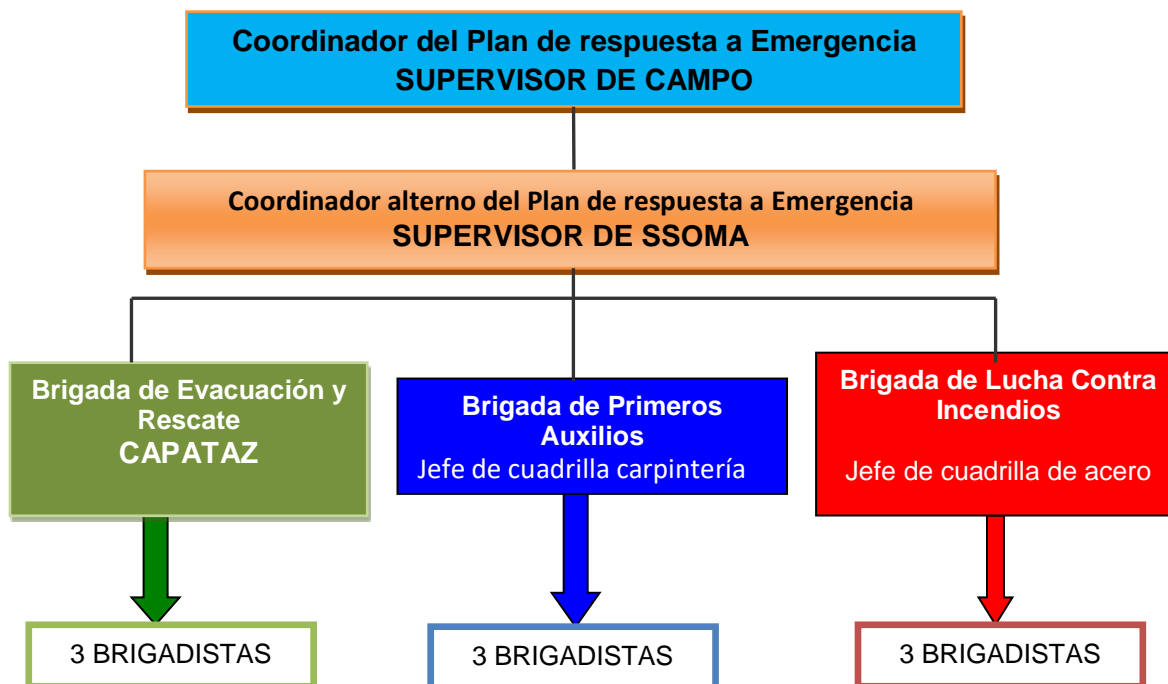 Coordinador del Plan de respuesta a Emergencia
SUPERVISOR DE CAMPO
Coordinador alterno del Plan de respuesta a Emergencia
SUPERVISOR DE SSOMA
Brigada de Evacuación y
Rescate
CAPATAZ
Brigada de Primeros
Auxilios
Jefe de cuadrilla carpintería
Brigada de Lucha Contra
Incendios
Jefe de cuadrilla de acero
3 BRIGADISTAS
3 BRIGADISTAS
3 BRIGADISTAS